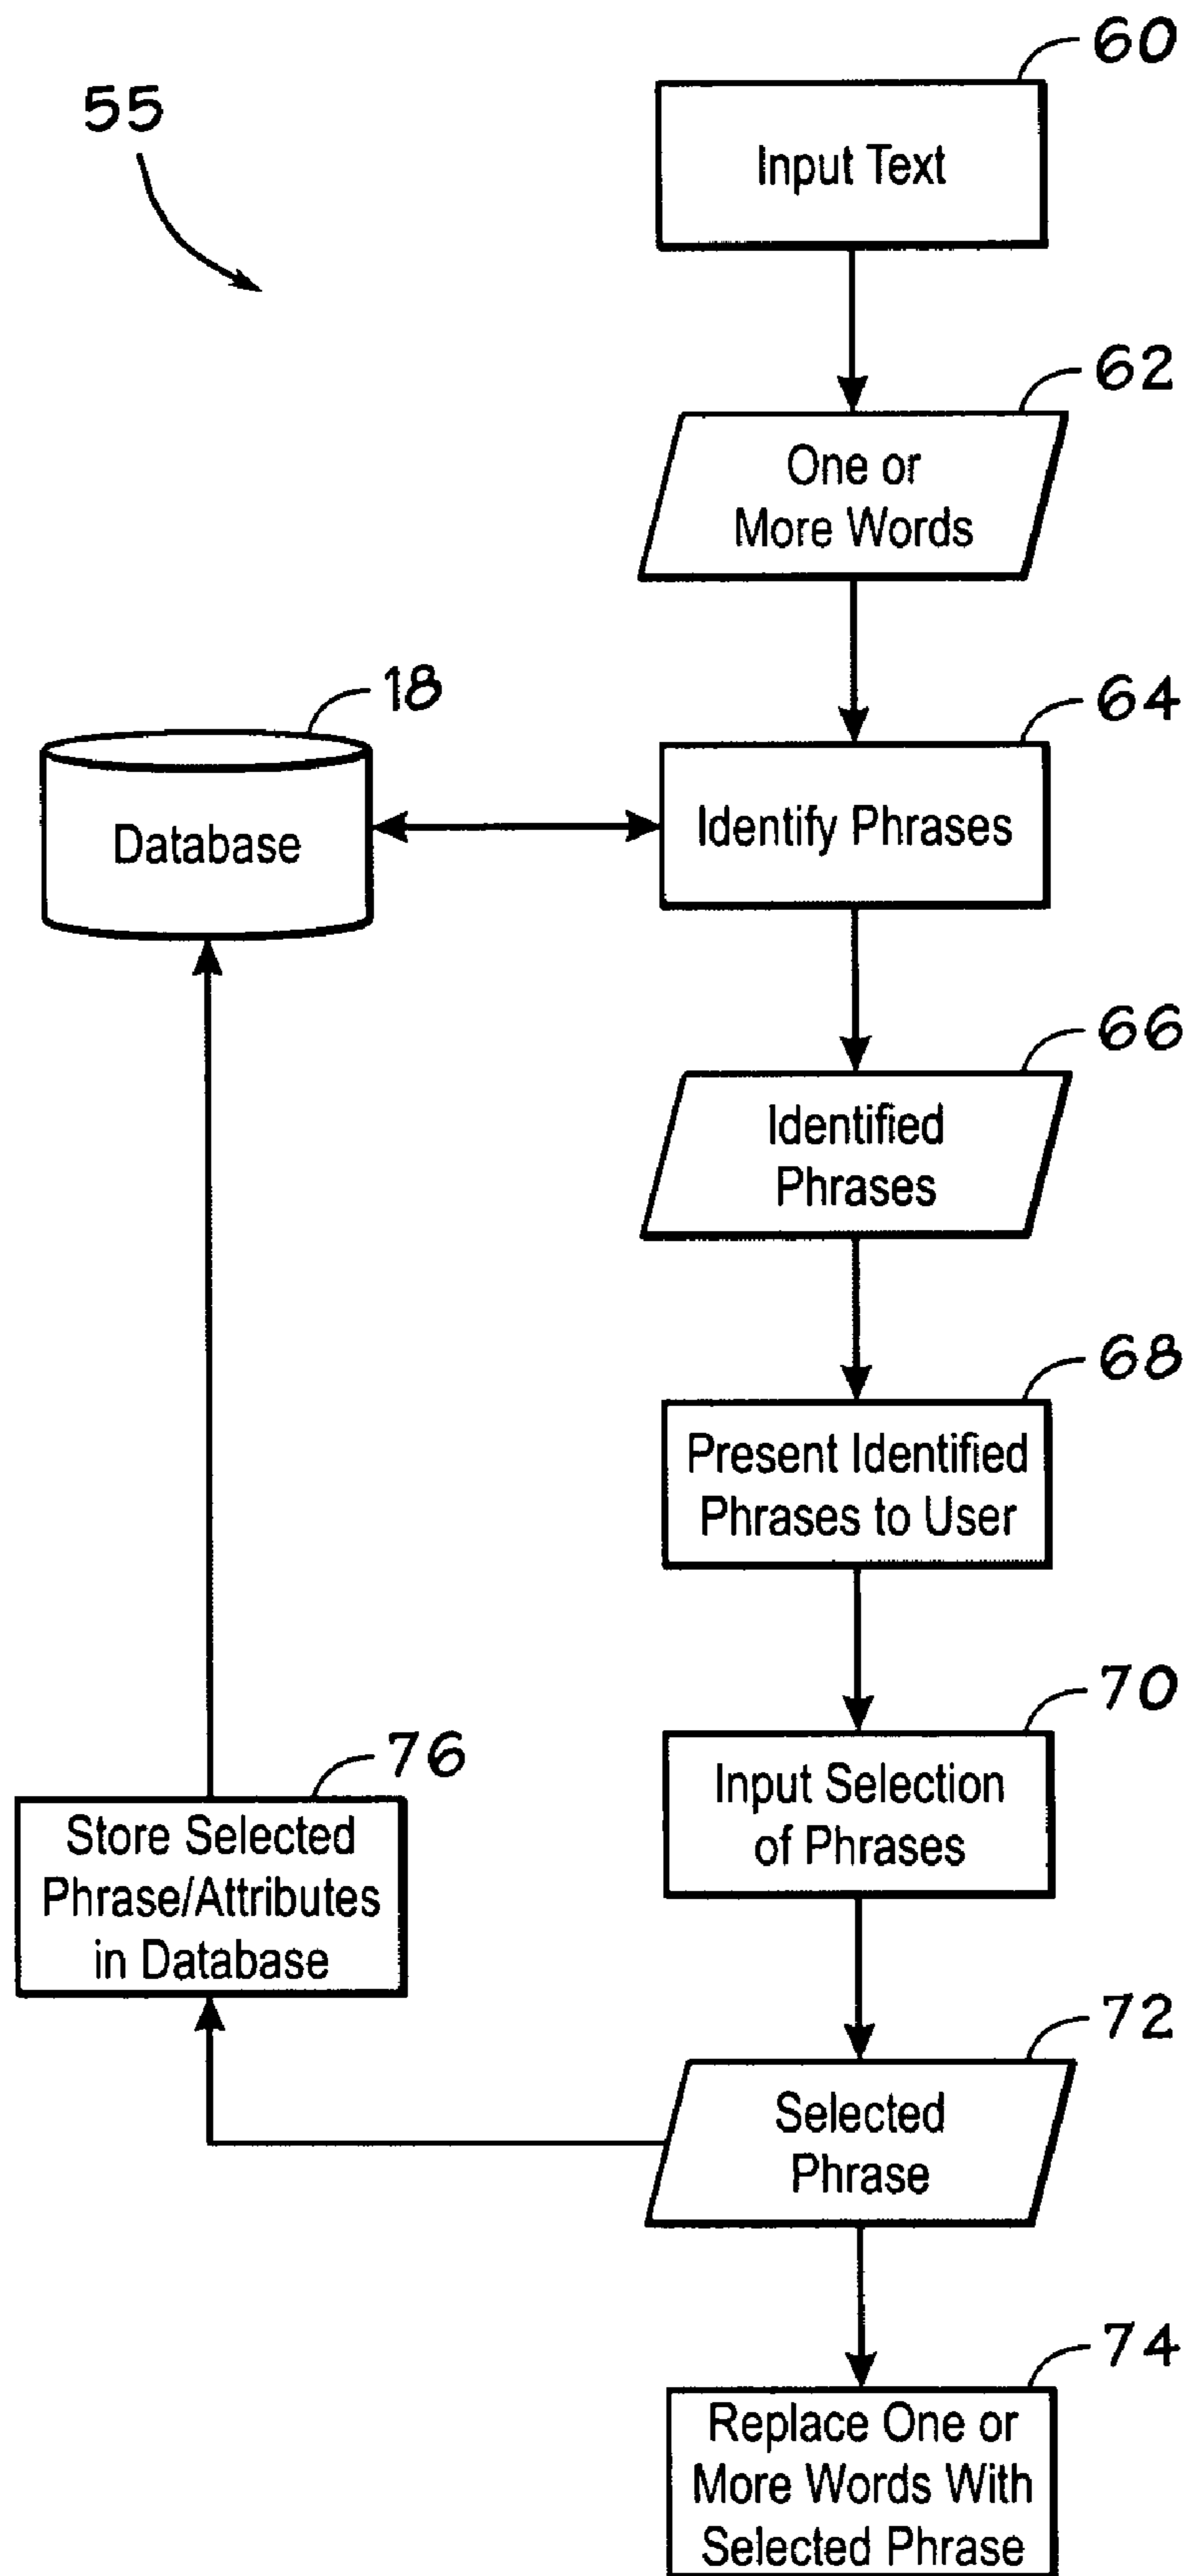 55
60
Input Text
62
One or
More Words
18
Database
64
Identify Phrases
66
Identified
Phrases
68
Present Identified
Phrases to User
70
Input Selection
of Phrases
76
Store Selected
Phrase/Attributes
in Database
72
Selected
Phrase
74
Replace One or
More Words With
Selected Phrase